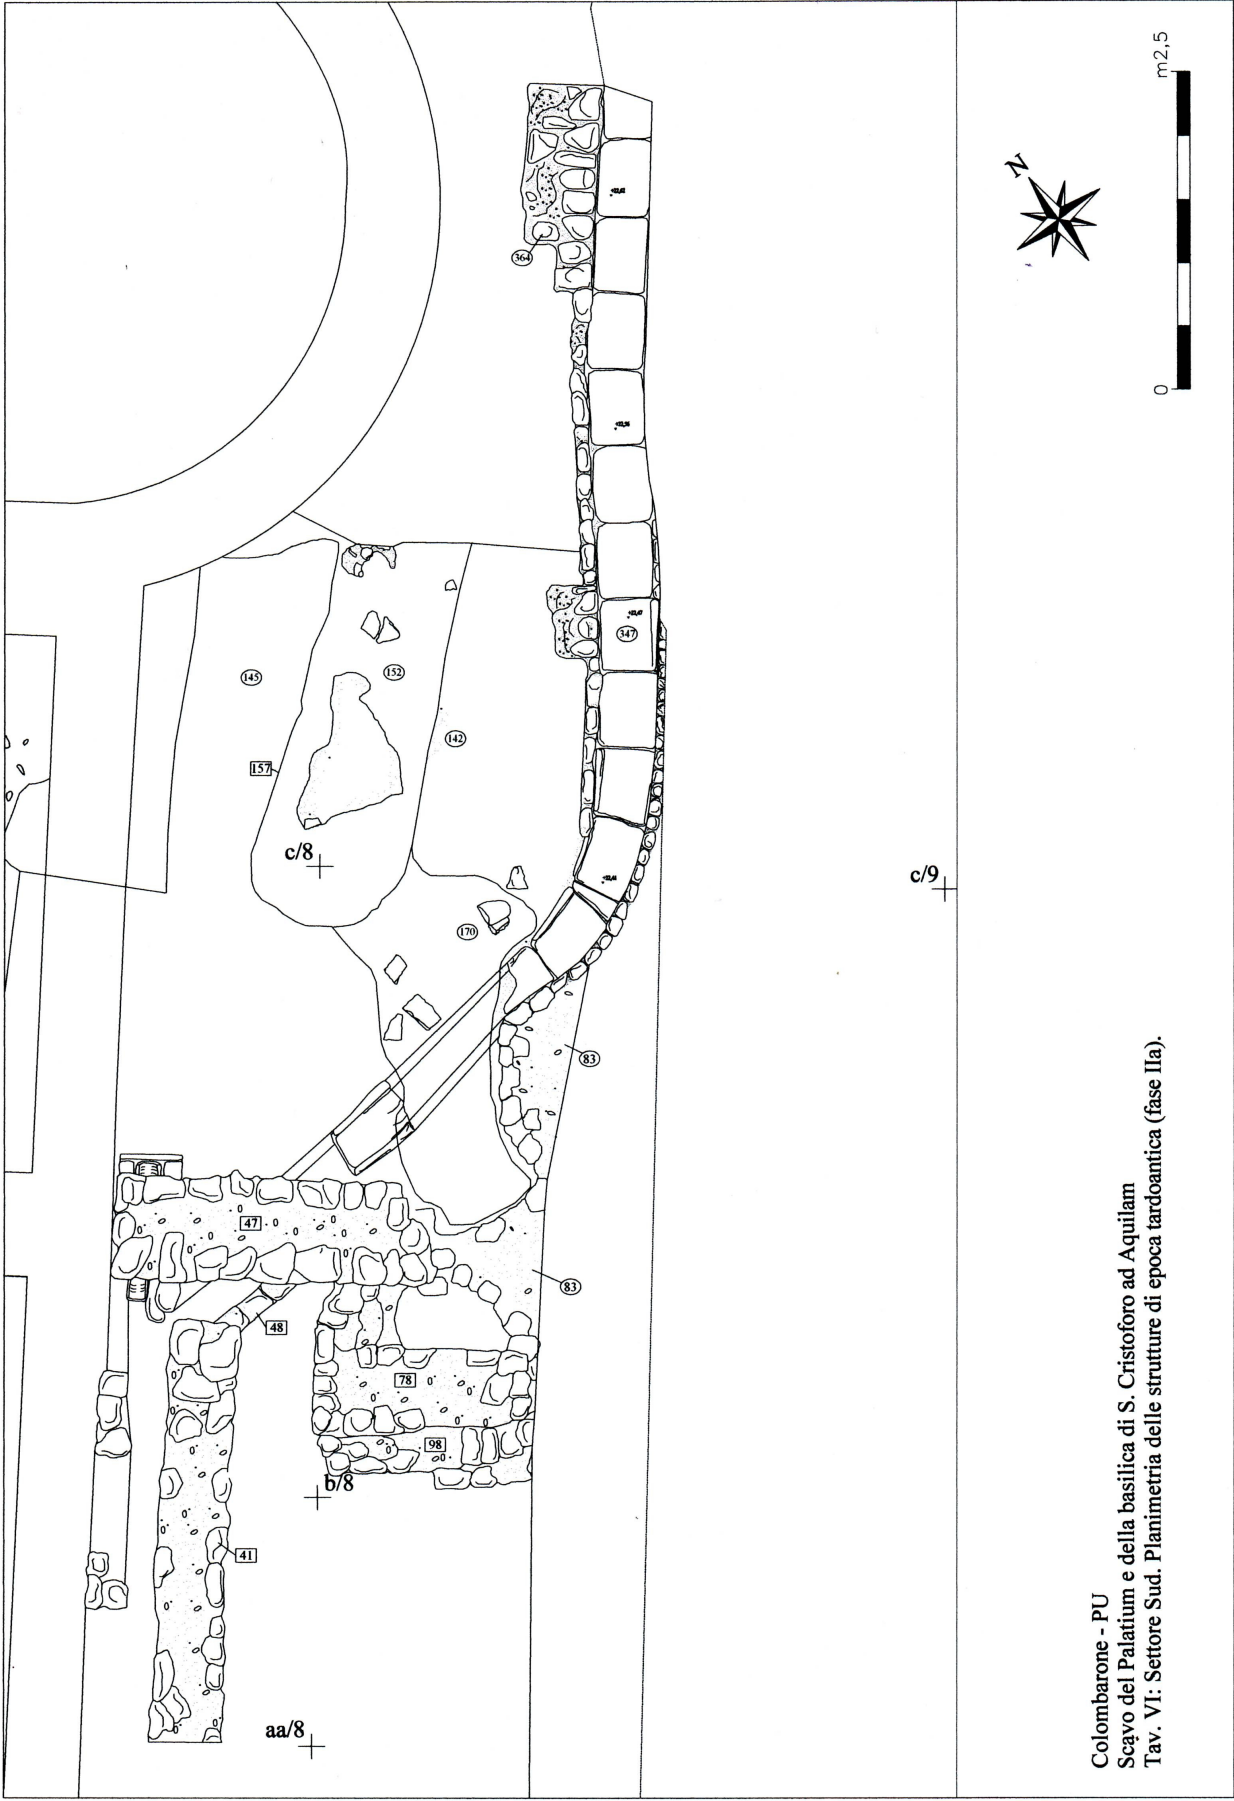 m2,5
N
0
364
347
145
152
142
157
c/8
c/9
170
83
47
83
48
78
98
b/8
41
aa/8
Colombarone - PU
Scavo del Palatium e della basilica di S. Cristoforo ad Aquilam
Tav. VI: Settore Sud. Planimetria delle strutture di epoca tardoantica (fase IIa).